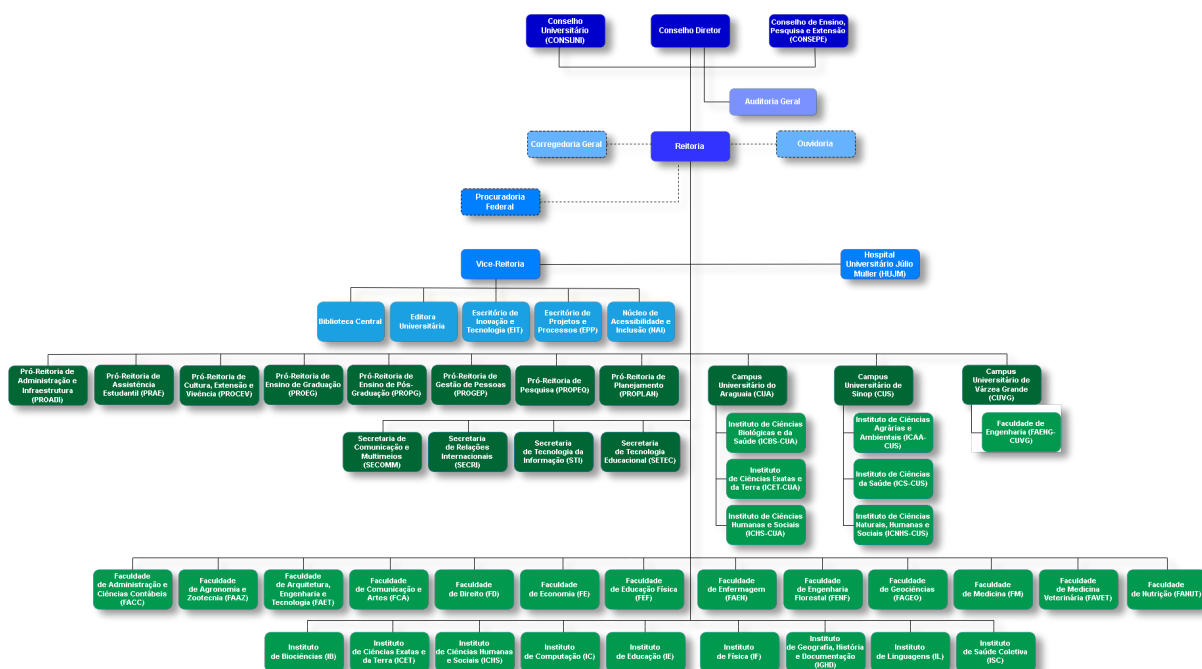 Conselho
Universitário
(CONSUNI)
Conselho Diretor
Conselho de Ensino,
Pesquisa e Extensão
(CONSEPE)
Auditoria Geral
Corregedoria Geral
Reitoria
Ouvidoria
Procuradoria
Federal
Vice-Reitoria
Hospital
Universitário Júlio
Muller (HUJM)
Biblioteca Central
Editora
Universitária
Escritório de
Inovação e
Tecnologia (EIT)
Escritório de
Projetos e
Processos (EPP)
Núcleo de
Acessibilidade e
Inclusão (NAI)
Pró-Reitoria de
Administração e
Infraestrutura
(PROADI)
Pró-Reitoria de
Assistência
Estudantil (PRAE)
Pró-Reitoria de
Cultura, Extensão e
Vivência (PROCEV)
Pró-Reitoria de
Ensino de Graduação
(PROEG)
Pró-Reitoria de
Ensino de Pós-
Graduação (PROPG)
Pró-Reitoria de
Gestão de Pessoas
(PROGEP)
Pró-Reitoria de
Pesquisa (PROPEQ)
Pró-Reitoria de
Planejamento
(PROPLAN)
Campus
Universitário do
Araguaia (CUA)
Campus
Universitário de
Sinop (CUS)
Campus
Universitário de
Várzea Grande
(CUVG)
Secretaria de
Comunicação e
Multimeios
(SECOMM)
Secretaria
de Relações
Internacionais
(SECRI)
Secretaria
de Tecnologia da
Informação (STI)
Secretaria
de Tecnologia
Educacional (SETEC)
Instituto de Ciências
Biológicas e da
Saúde (ICBS-CUA)
Instituto
de Ciências Exatas e
da Terra (ICET-CUA)
Instituto de Ciências
Humanas e Sociais
(ICHS-CUA)
Instituto de Ciências
Agrárias e
Ambientais (ICAA-
CUS)
Instituto de Ciências
da Saúde (ICS-CUS)
Instituto de Ciências
Naturais, Humanas e
Sociais (ICNHS-CUS)
Faculdade de
Engenharia (FAENG-
CUVG)
Faculdade
de Administração e
Ciências Contábeis
(FACC)
Faculdade
de Agronomia e
Zootecnia (FAAZ)
Faculdade
de Arquitetura,
Engenharia e
Tecnologia (FAET)
Faculdade
de Comunicação e
Artes (FCA)
Faculdade
de Direito (FD)
Faculdade
de Economia (FE)
Faculdade
de Educação Física
(FEF)
Faculdade
de Enfermagem
(FAEN)
Faculdade
de Engenharia
Florestal (FENF)
Faculdade
de Geociências
(FAGEO)
Faculdade
de Medicina (FM)
Faculdade
de Medicina
Veterinária (FAVET)
Faculdade
de Nutrição (FANUT)
Instituto
de Biociências (IB)
Instituto
de Ciências Exatas e
da Terra (ICET)
Instituto
de Ciências Humanas
e Sociais (ICHS)
Instituto
de Computação (IC)
Instituto
de Educação (IE)
Instituto
de Física (IF)
Instituto
de Geografia, História
e Documentação
(IGHD)
Instituto
de Linguagens (IL)
Instituto
de Saúde Coletiva
(ISC)